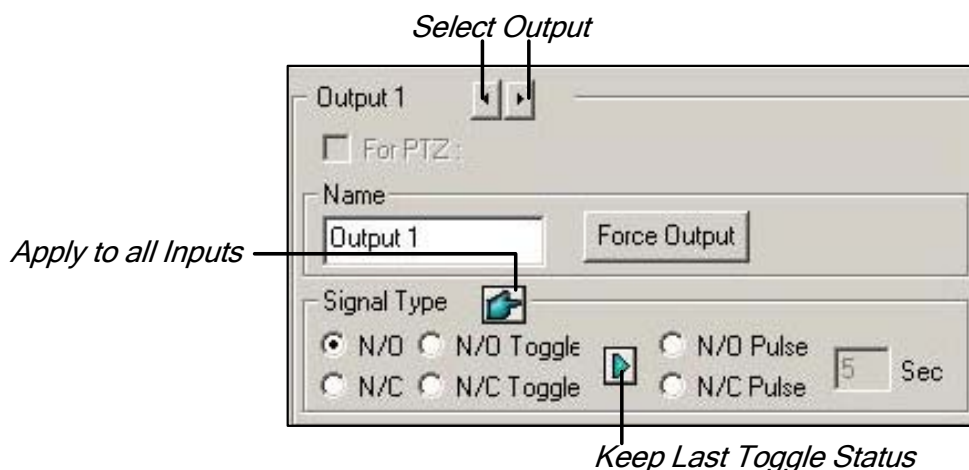 Select Output
Output 1
For PTZ :
Name
Output 1
Force Output
Apply to all Inputs
Signal Type
N/O N/O Toggle N/O Pulse
5 Sec
N/C N/C Toggle N/C Pulse
Keep Last Toggle Status